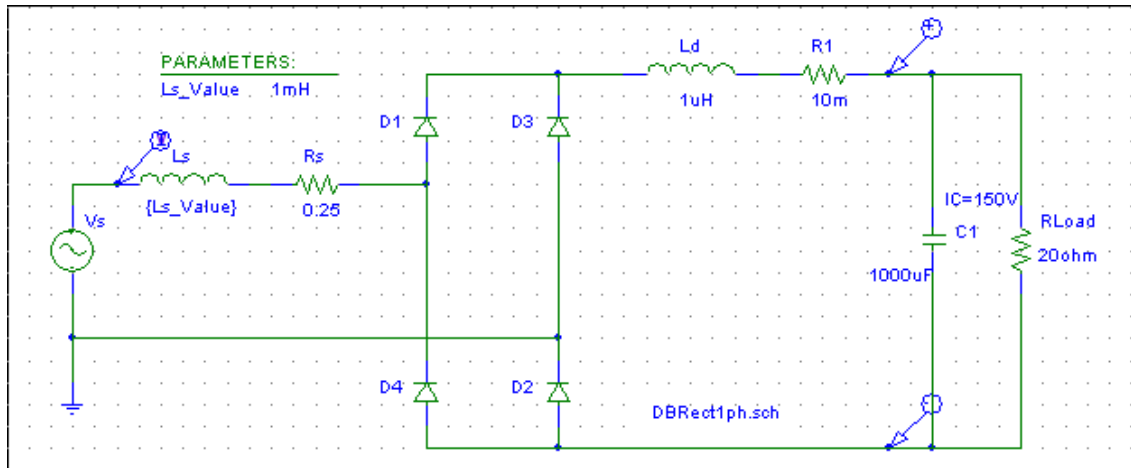 PARAMETERS:
Ls_Value 1mH
Ld
R1
1uH
10m
D1
D3
Ls
Rs
{Ls_Value}
0.25
Vs
IC=150V
C1
1000uF
RLoad
20ohm
D4
D2
DBRect1ph.sch